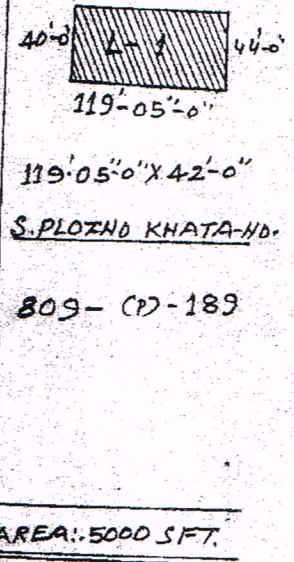 40'-0" L-1 44'-0"
119'-05"-0"
119'05"0"X42'-0"
S.PLOTNO KHATA-NO.
809-(P)-189
AREA:.5000 SFT.